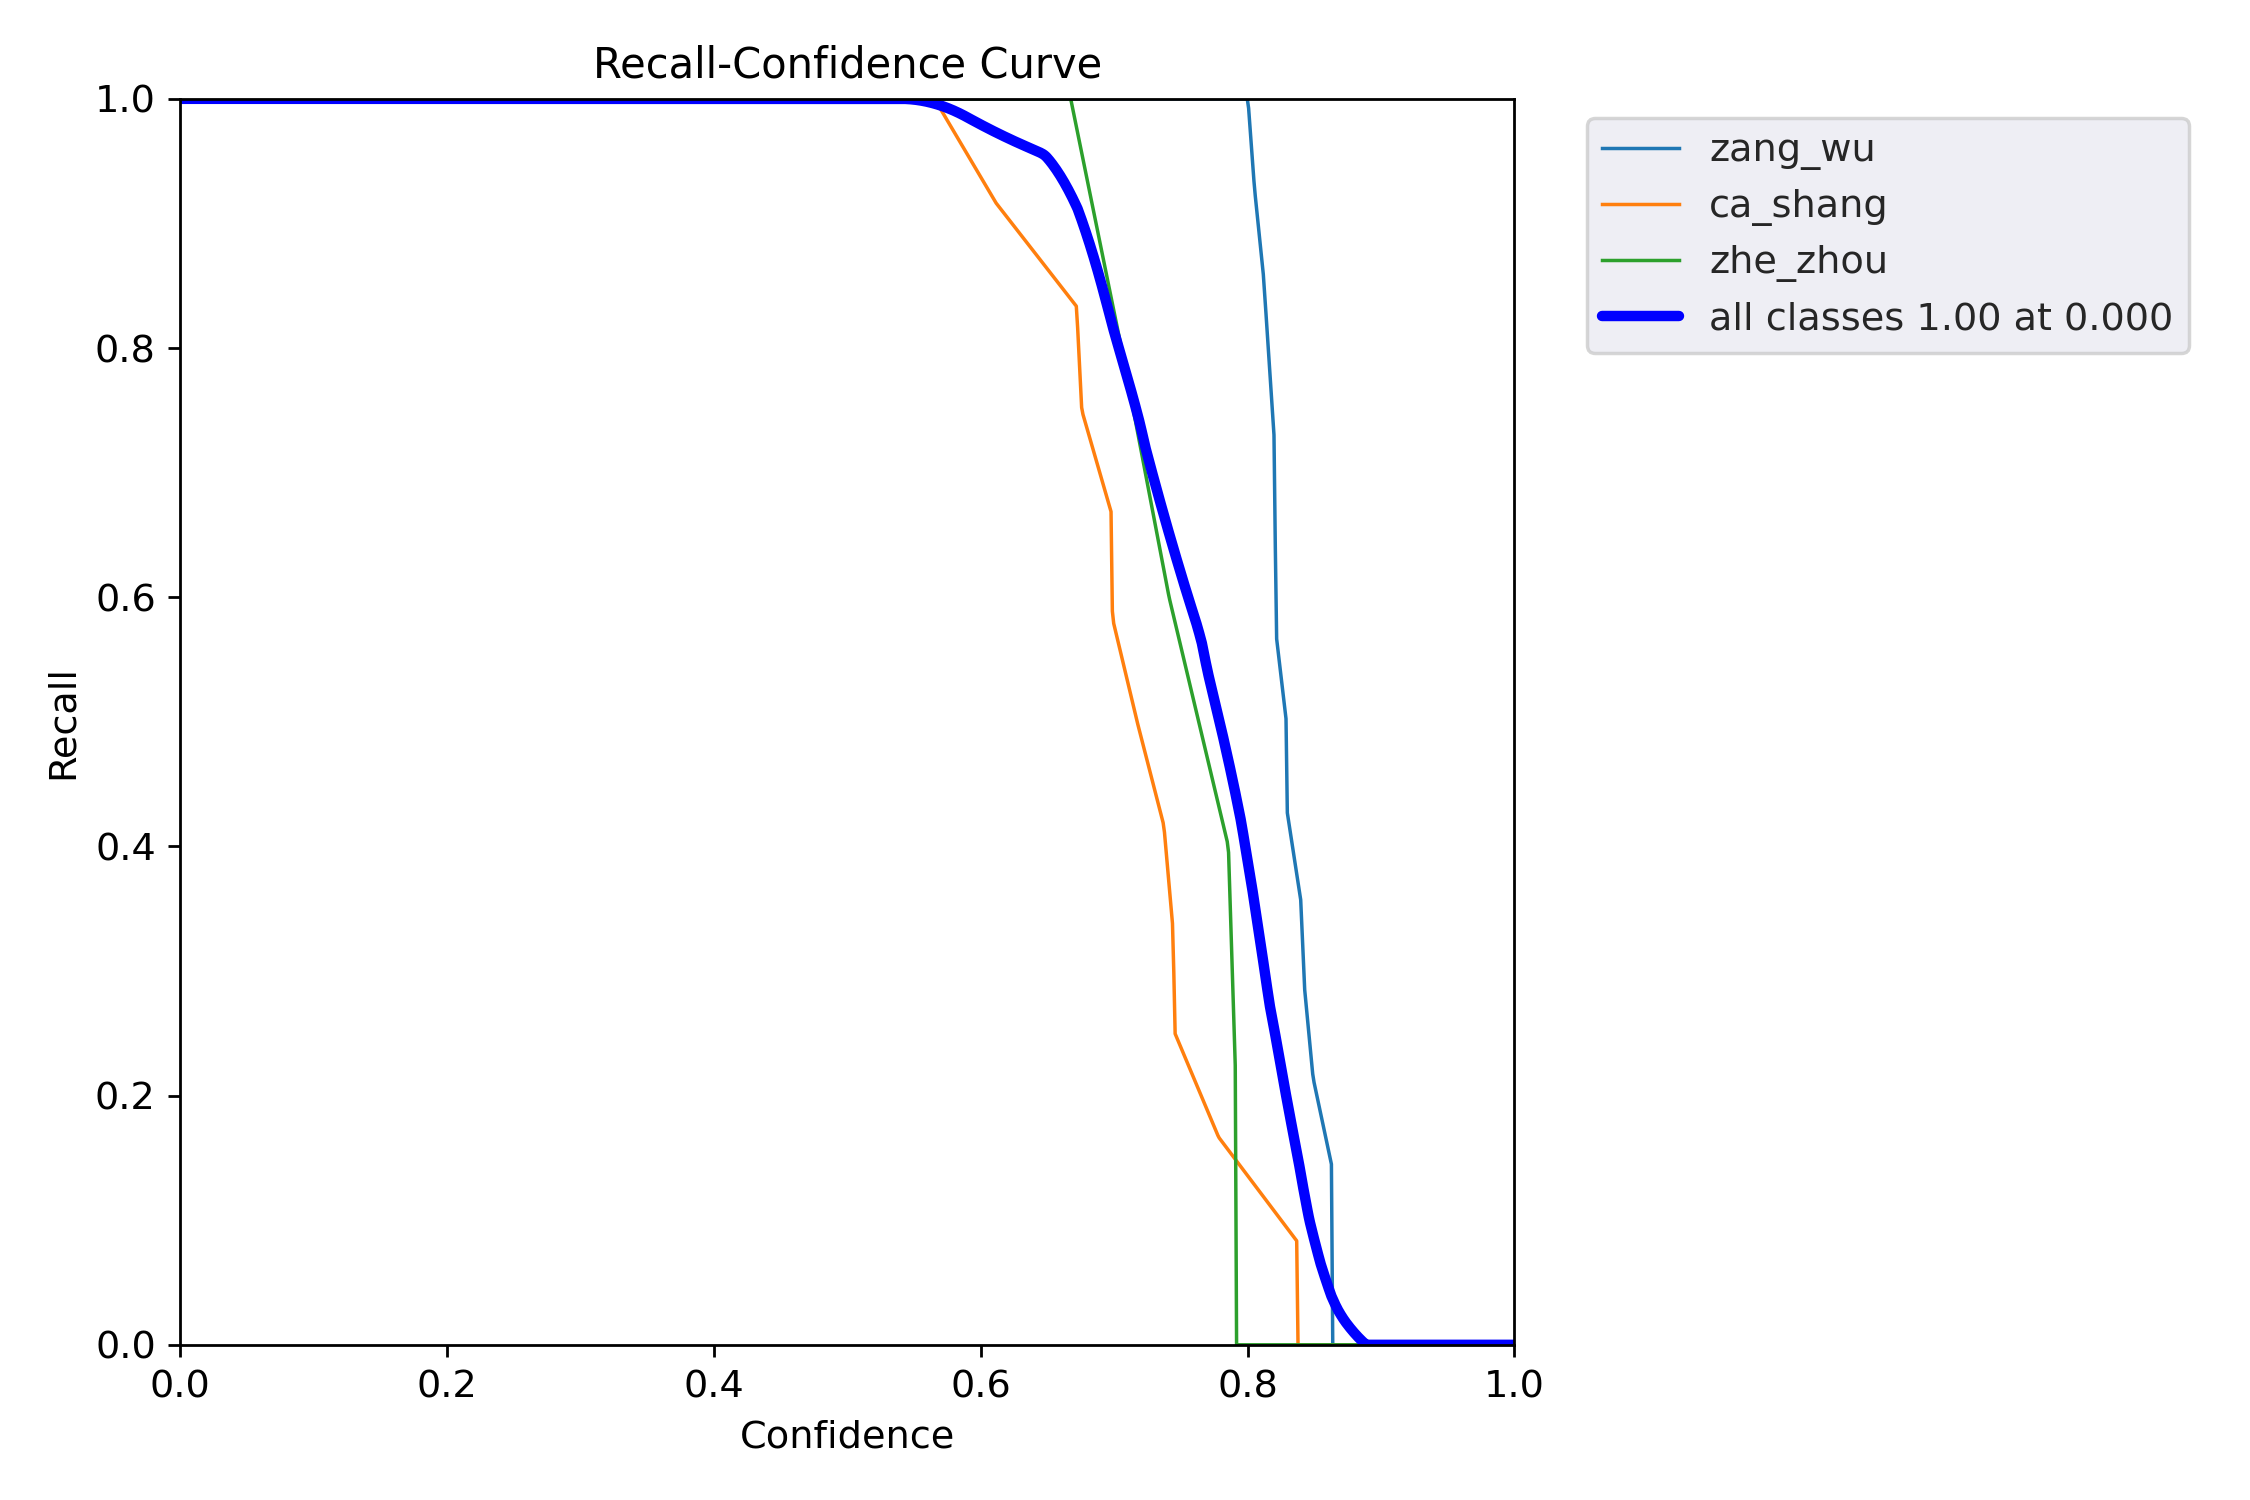 Recall-Confidence Curve
1.0
0.8
0.6
0.4
0.2
0.0
Recall
0.0 0.2 0.4 0.6 0.8 1.0
Confidence
zang_wu
ca_shang
zhe_zhou
all classes 1.00 at 0.000